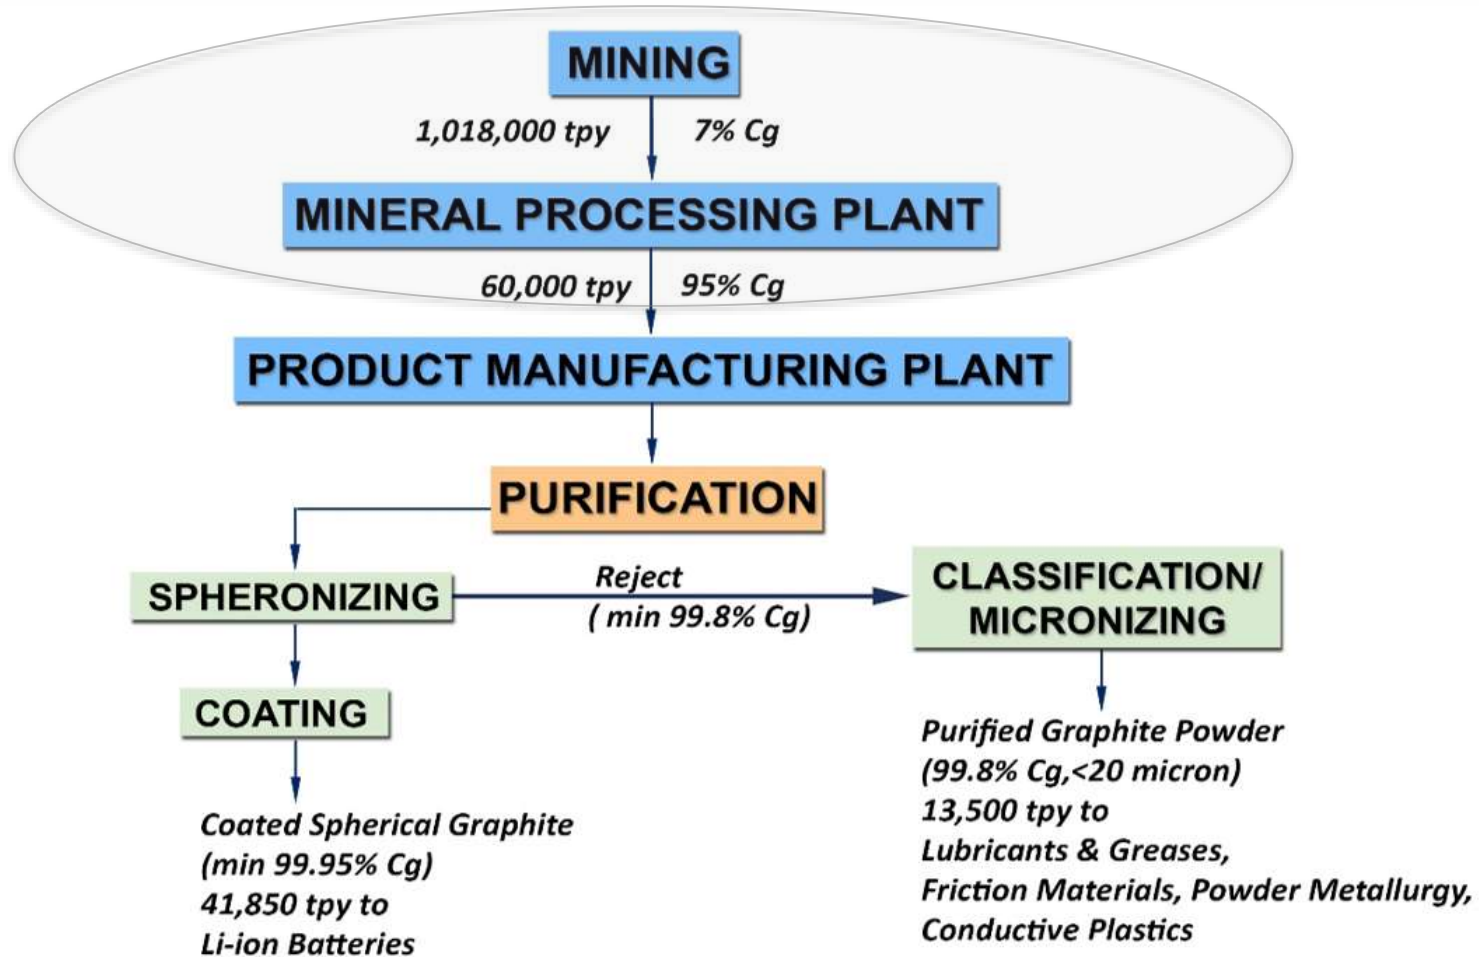 MINING
1,018,000 tpy 7% Cg
MINERAL PROCESSING PLANT
60,000 tpy 95% Cg
PRODUCT MANUFACTURING PLANT
PURIFICATION
SPHERONIZING
Reject
( min 99.8% Cg)
CLASSIFICATION/
MICRONIZING
COATING
Coated Spherical Graphite
(min 99.95% Cg)
41,850 tpy to
Li-ion Batteries
Purified Graphite Powder
(99.8% Cg,<20 micron)
13,500 tpy to
Lubricants & Greases,
Friction Materials, Powder Metallurgy,
Conductive Plastics